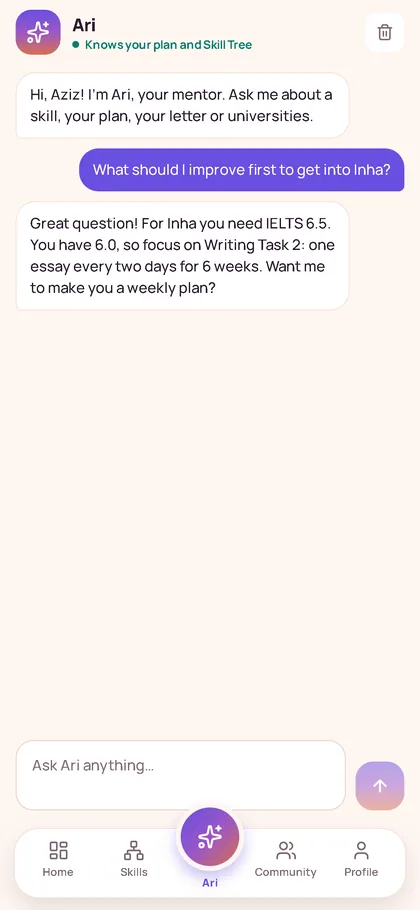 Ari
Knows your plan and Skill Tree
Hi, Aziz! I'm Ari, your mentor. Ask me about a
skill, your plan, your letter or universities.
What should I improve first to get into Inha?
Great question! For Inha you need IELTS 6.5.
You have 6.0, so focus on Writing Task 2: one
essay every two days for 6 weeks. Want me
to make you a weekly plan?
Ask Ari anything…
Home
Skills
Ari
Community
Profile